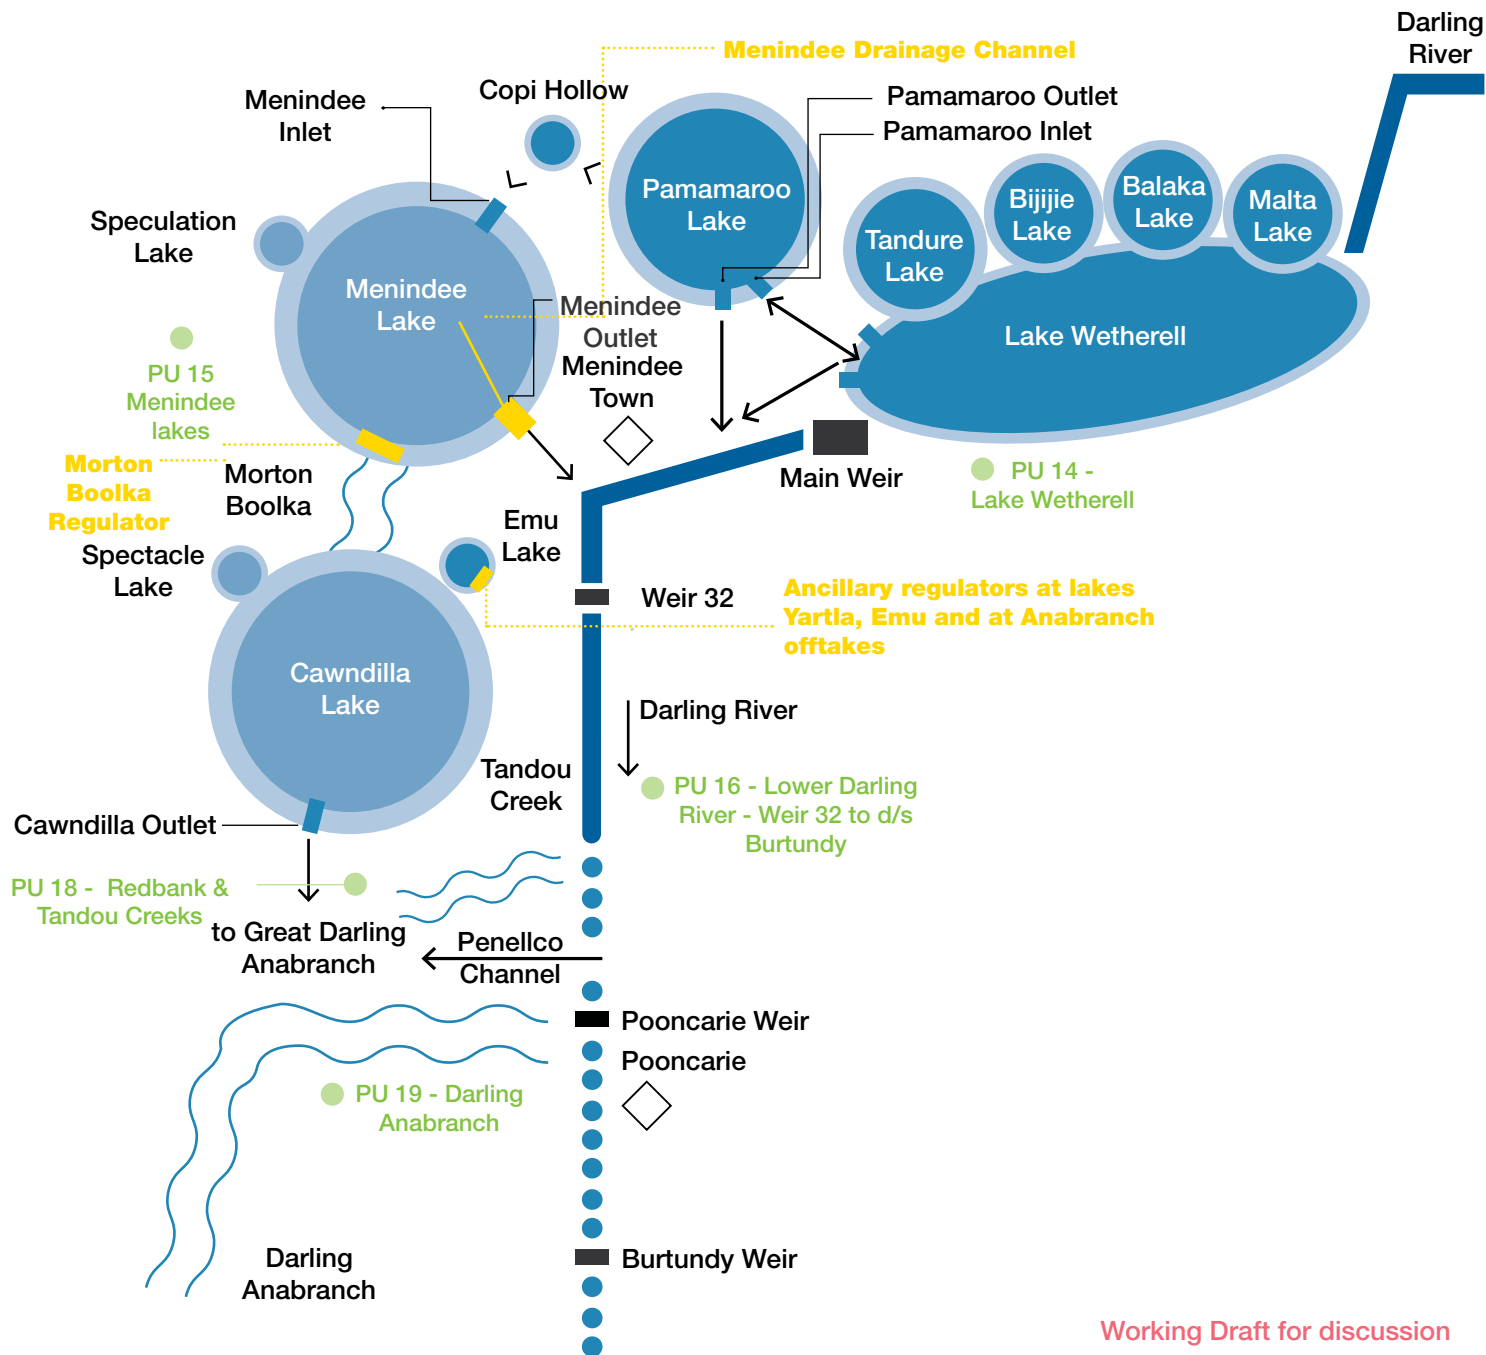 Darling
River
Menindee Drainage Channel
Copi Hollow
Menindee
Inlet
Pamamaroo Outlet
Pamamaroo Inlet
Pamamaroo
Lake
Tandure
Lake
Bijijie
Lake
Balaka
Lake
Malta
Lake
Speculation
Lake
Menindee
Lake
Menindee
Outlet
Menindee
Town
Lake Wetherell
PU 15
Menindee
lakes
Morton
Boolka
Regulator
Morton
Boolka
Main Weir
PU 14 -
Lake Wetherell
Spectacle
Lake
Emu
Lake
Weir 32
Ancillary regulators at lakes
Yartla, Emu and at Anabranch
offtakes
Cawndilla
Lake
Darling River
Tandou
Creek
PU 16 - Lower Darling
River - Weir 32 to d/s
Burtundy
Cawndilla Outlet
PU 18 - Redbank &
Tandou Creeks
to Great Darling
Anabranch
Penellco
Channel
Pooncarie Weir
Pooncarie
PU 19 - Darling
Anabranch
Darling
Anabranch
Burtundy Weir
Working Draft for discussion